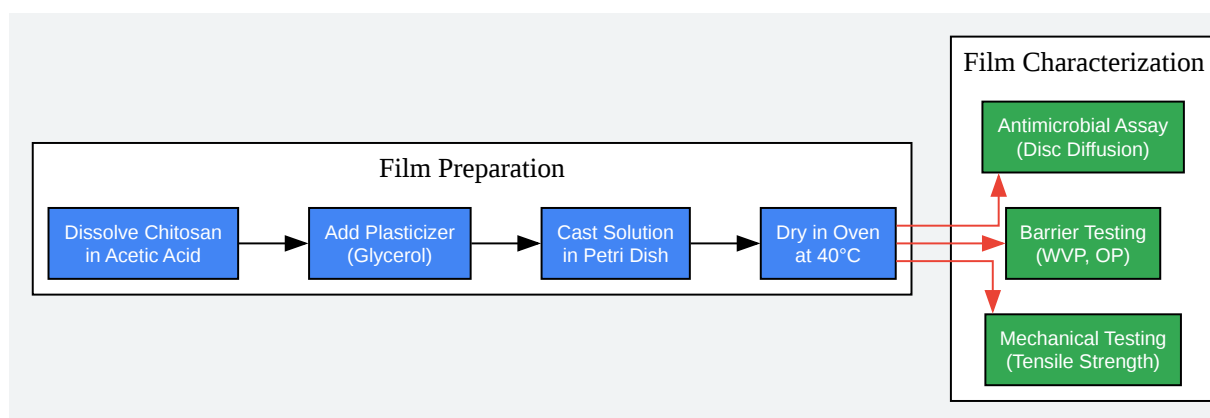 Film Preparation
Dissolve Chitosan
in Acetic Acid
Add Plasticizer
(Glycerol)
Cast Solution
in Petri Dish
Dry in Oven
at 40°C
Film Characterization
Antimicrobial Assay
(Disc Diffusion)
Barrier Testing
(WVP, OP)
Mechanical Testing
(Tensile Strength)